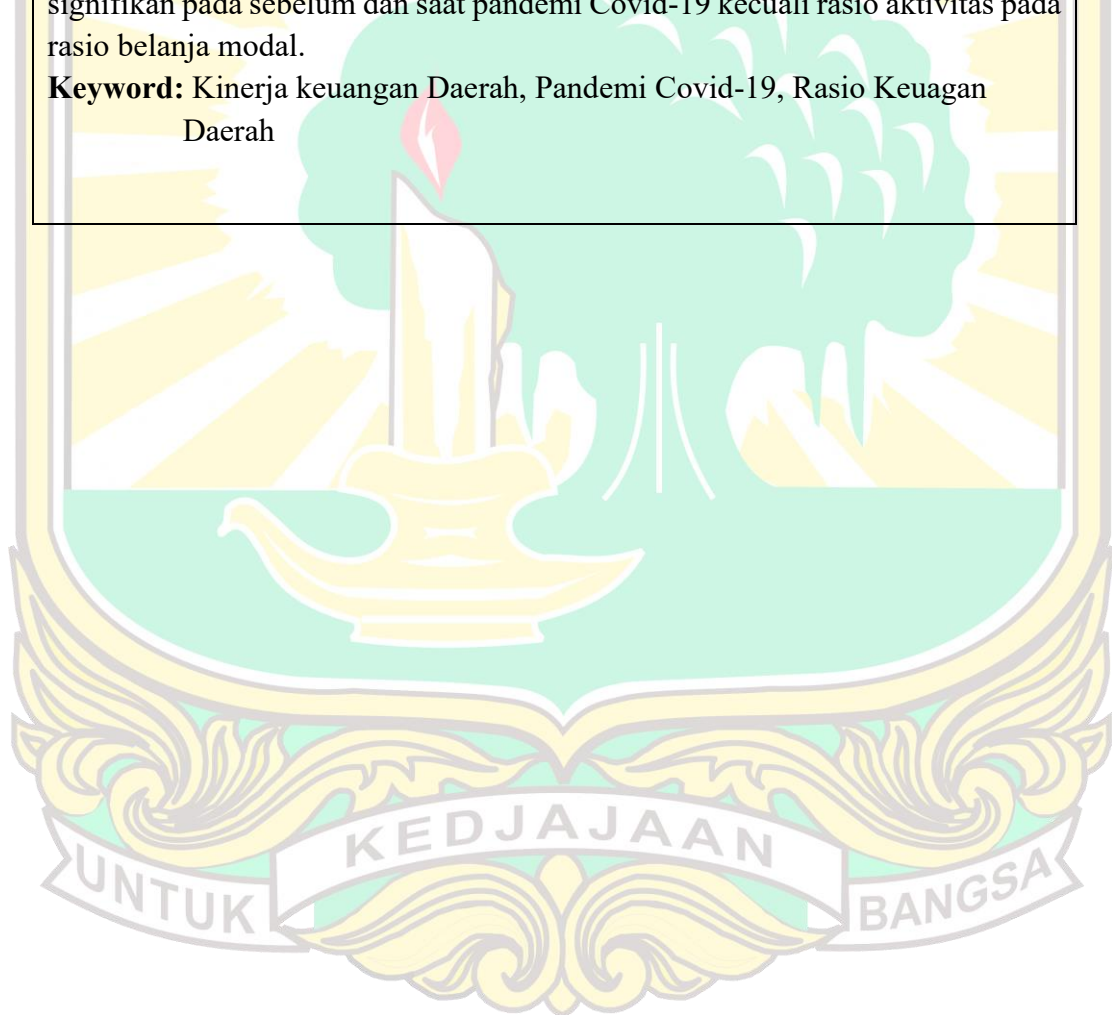 signifikan pada sebelum dan saat pandemi Covid-19 kecuali rasio aktivitas pada
rasio belanja modal.
Keyword: Kinerja keuangan Daerah, Pandemi Covid-19, Rasio Keuagan
Daerah
UNTUK KEDJAJAAN BANGSA